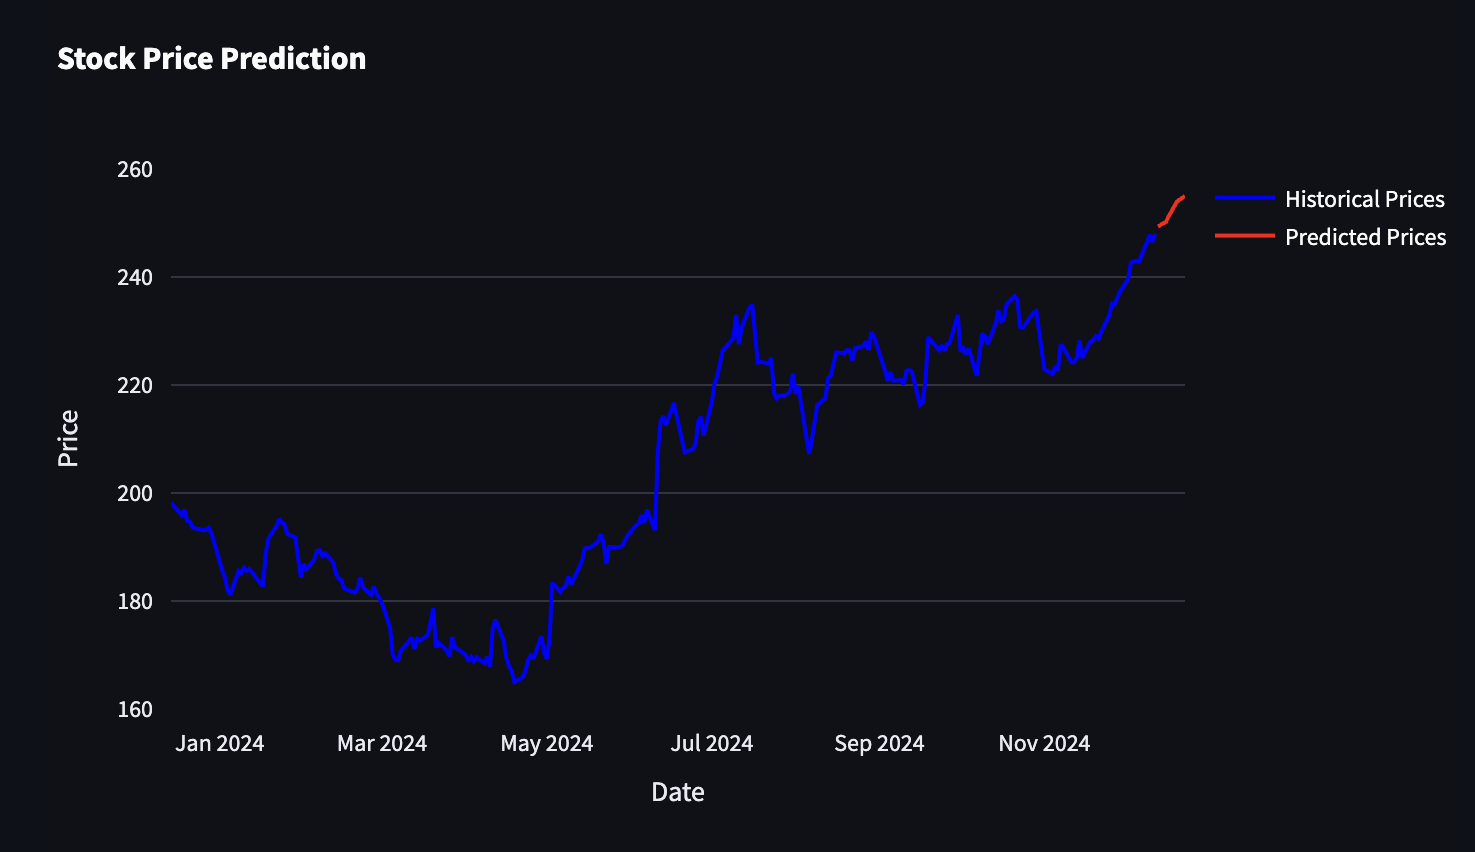 Stock Price Prediction
260
240
220
200
180
160
Price
Jan 2024
Mar 2024
May 2024
Jul 2024
Sep 2024
Nov 2024
Date
Historical Prices
Predicted Prices